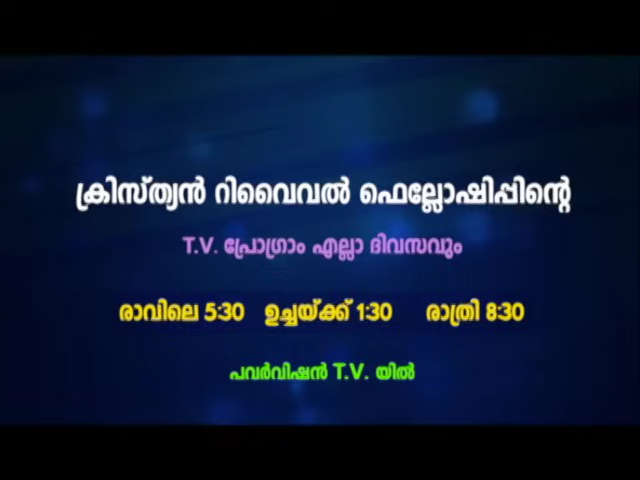 ക്രിസ്ത്യൻ റിവൈവൽ ഫെല്ലോഷിപ്പിന്റെ
T.V. പ്രോഗ്രാം എല്ലാ ദിവസവും
രാവിലെ 5:30 ഉച്ചയ്ക്ക് 1:30 രാത്രി 8:30
പവർവിഷൻ T.V. യിൽ